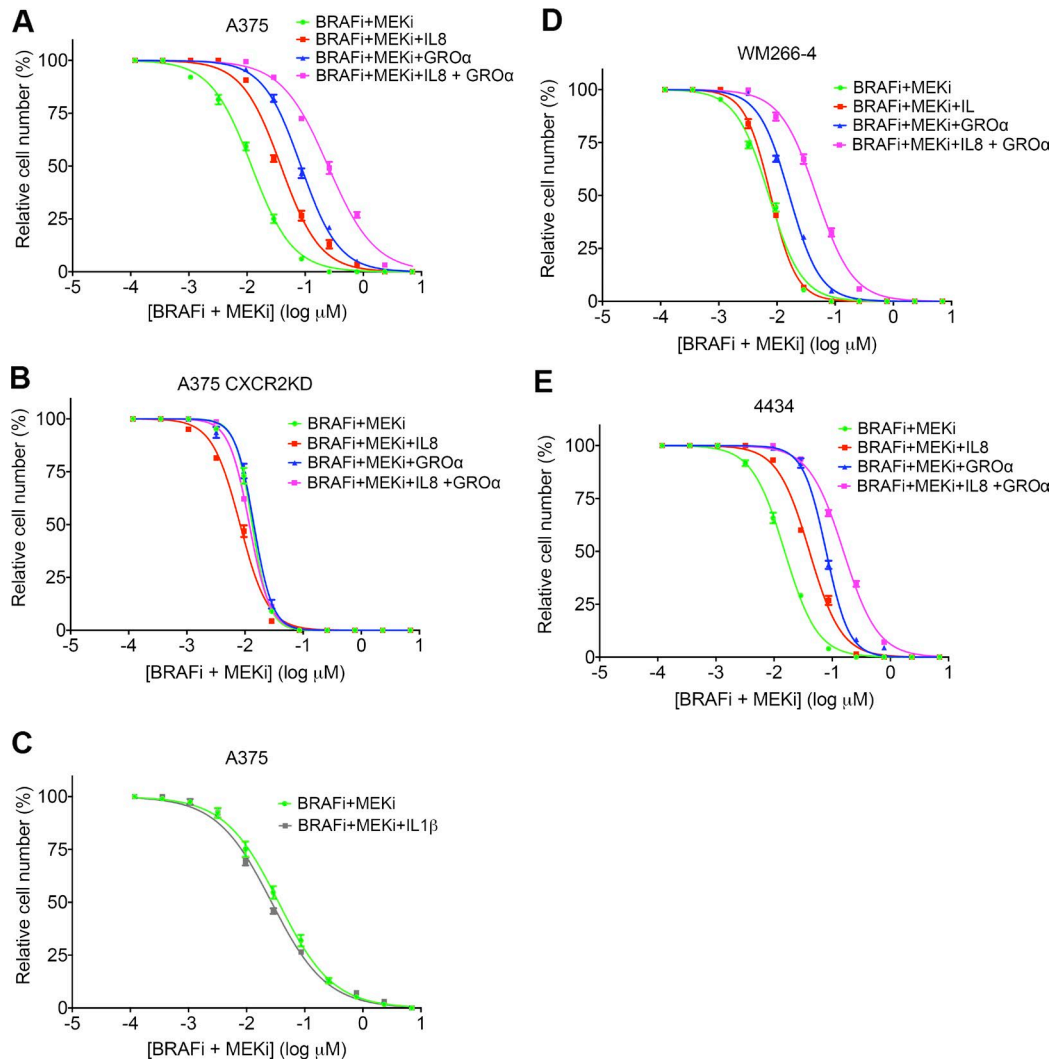 A
A375
BRAFi+MEKi
BRAFi+MEKi+IL8
BRAFi+MEKi+GROα
BRAFi+MEKi+IL8 + GROα
Relative cell number (%)
100
75
50
25
0
-5 -4 -3 -2 -1 0 1
[BRAFi + MEKi] (log μM)
B
A375 CXCR2KD
BRAFi+MEKi
BRAFi+MEKi+IL8
BRAFi+MEKi+GROα
BRAFi+MEKi+IL8 +GROα
Relative cell number (%)
100
75
50
25
0
-5 -4 -3 -2 -1 0 1
[BRAFi + MEKi] (log μM)
C
A375
BRAFi+MEKi
BRAFi+MEKi+IL1β
Relative cell number (%)
100
75
50
25
0
-5 -4 -3 -2 -1 0 1
[BRAFi + MEKi] (log μM)
D
WM266-4
BRAFi+MEKi
BRAFi+MEKi+IL
BRAFi+MEKi+GROα
BRAFi+MEKi+IL8 + GROα
Relative cell number (%)
100
75
50
25
0
-5 -4 -3 -2 -1 0 1
[BRAFi + MEKi] (log μM)
E
4434
BRAFi+MEKi
BRAFi+MEKi+IL8
BRAFi+MEKi+GROα
BRAFi+MEKi+IL8 +GROα
Relative cell number (%)
100
75
50
25
0
-5 -4 -3 -2 -1 0 1
[BRAFi + MEKi] (log μM)